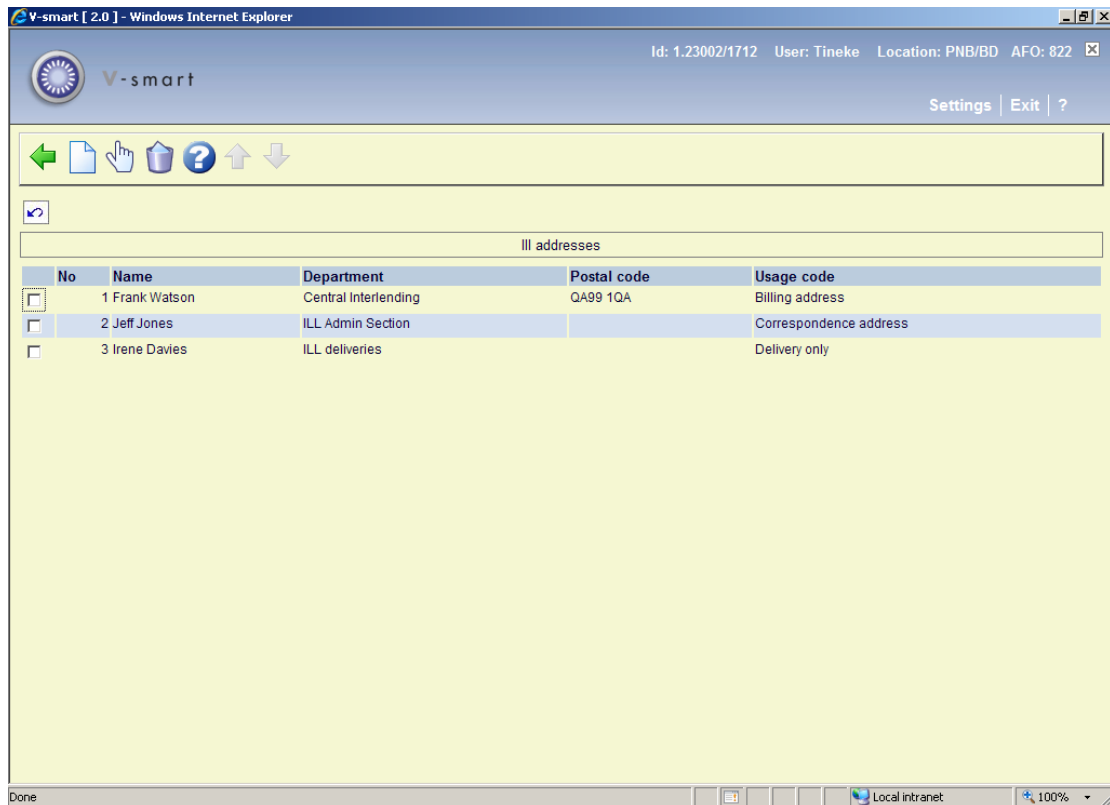 V-smart [ 2.0 ] - Windows Internet Explorer
Id: 1.23002/1712 User: Tineke Location: PNB/BD AFO: 822
V-smart
Settings | Exit | ?
Ill addresses
No Name Department Postal code Usage code
1 Frank Watson Central Interlending QA99 1QA Billing address
2 Jeff Jones ILL Admin Section Correspondence address
3 Irene Davies ILL deliveries Delivery only
Done Local intranet 100%